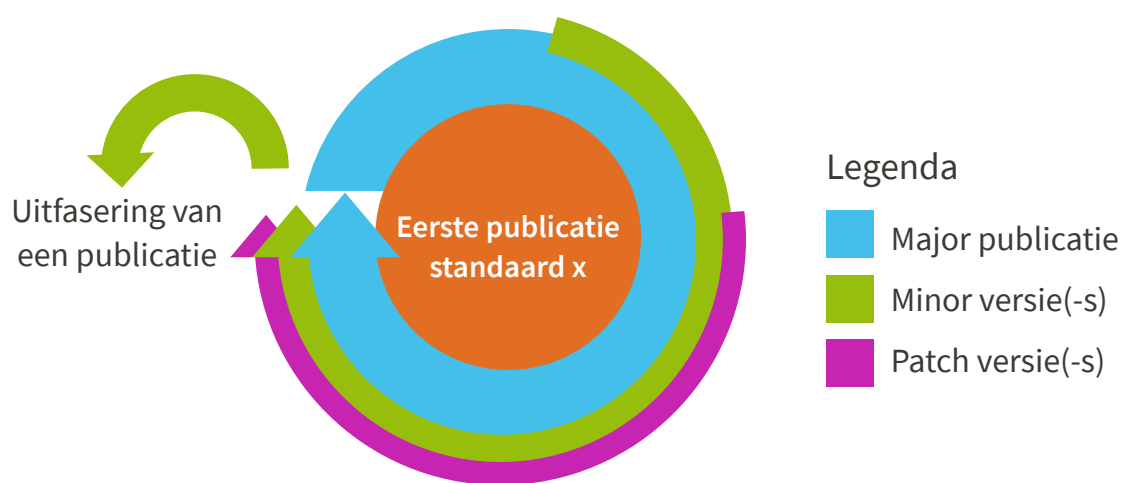 Uitfasering van
een publicatie
Eerste publicatie
standaard x
Legenda
Major publicatie
Minor versie(-s)
Patch versie(-s)